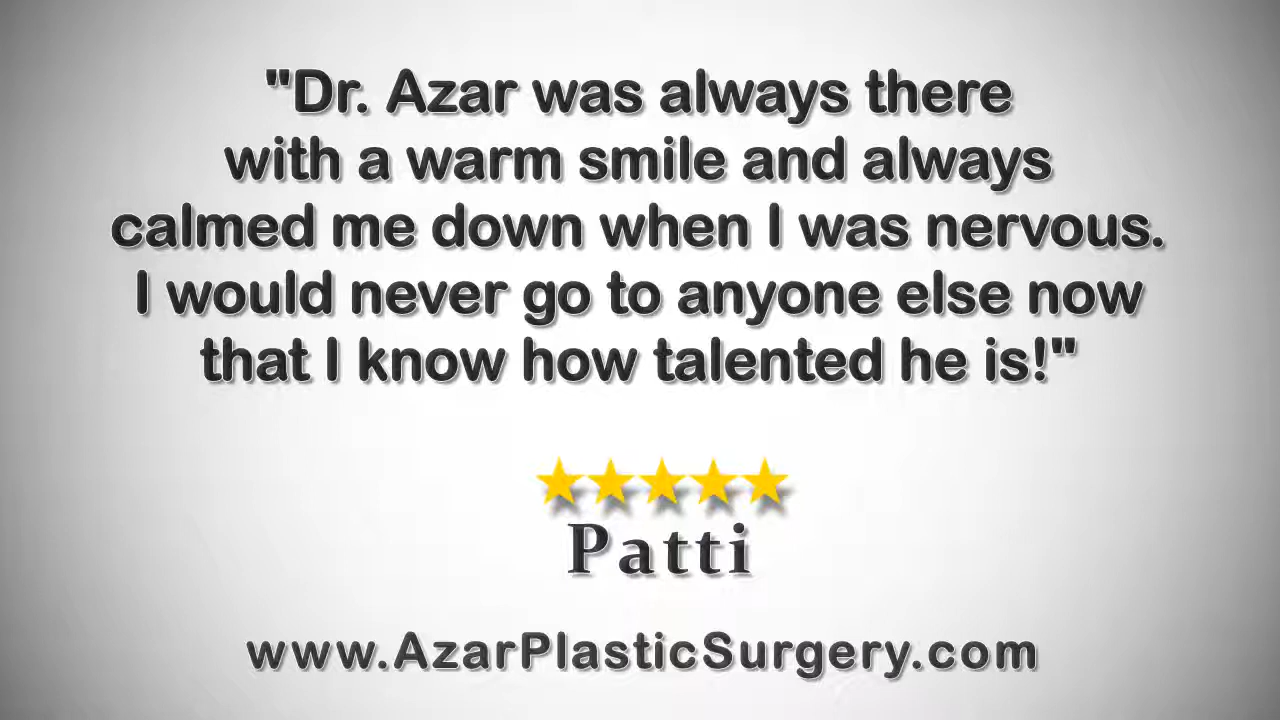 "Dr. Azar was always there
with a warm smile and always
calmed me down when I was nervous.
I would never go to anyone else now
that I know how talented he is!"
Patti
www.AzarPlasticSurgery.com